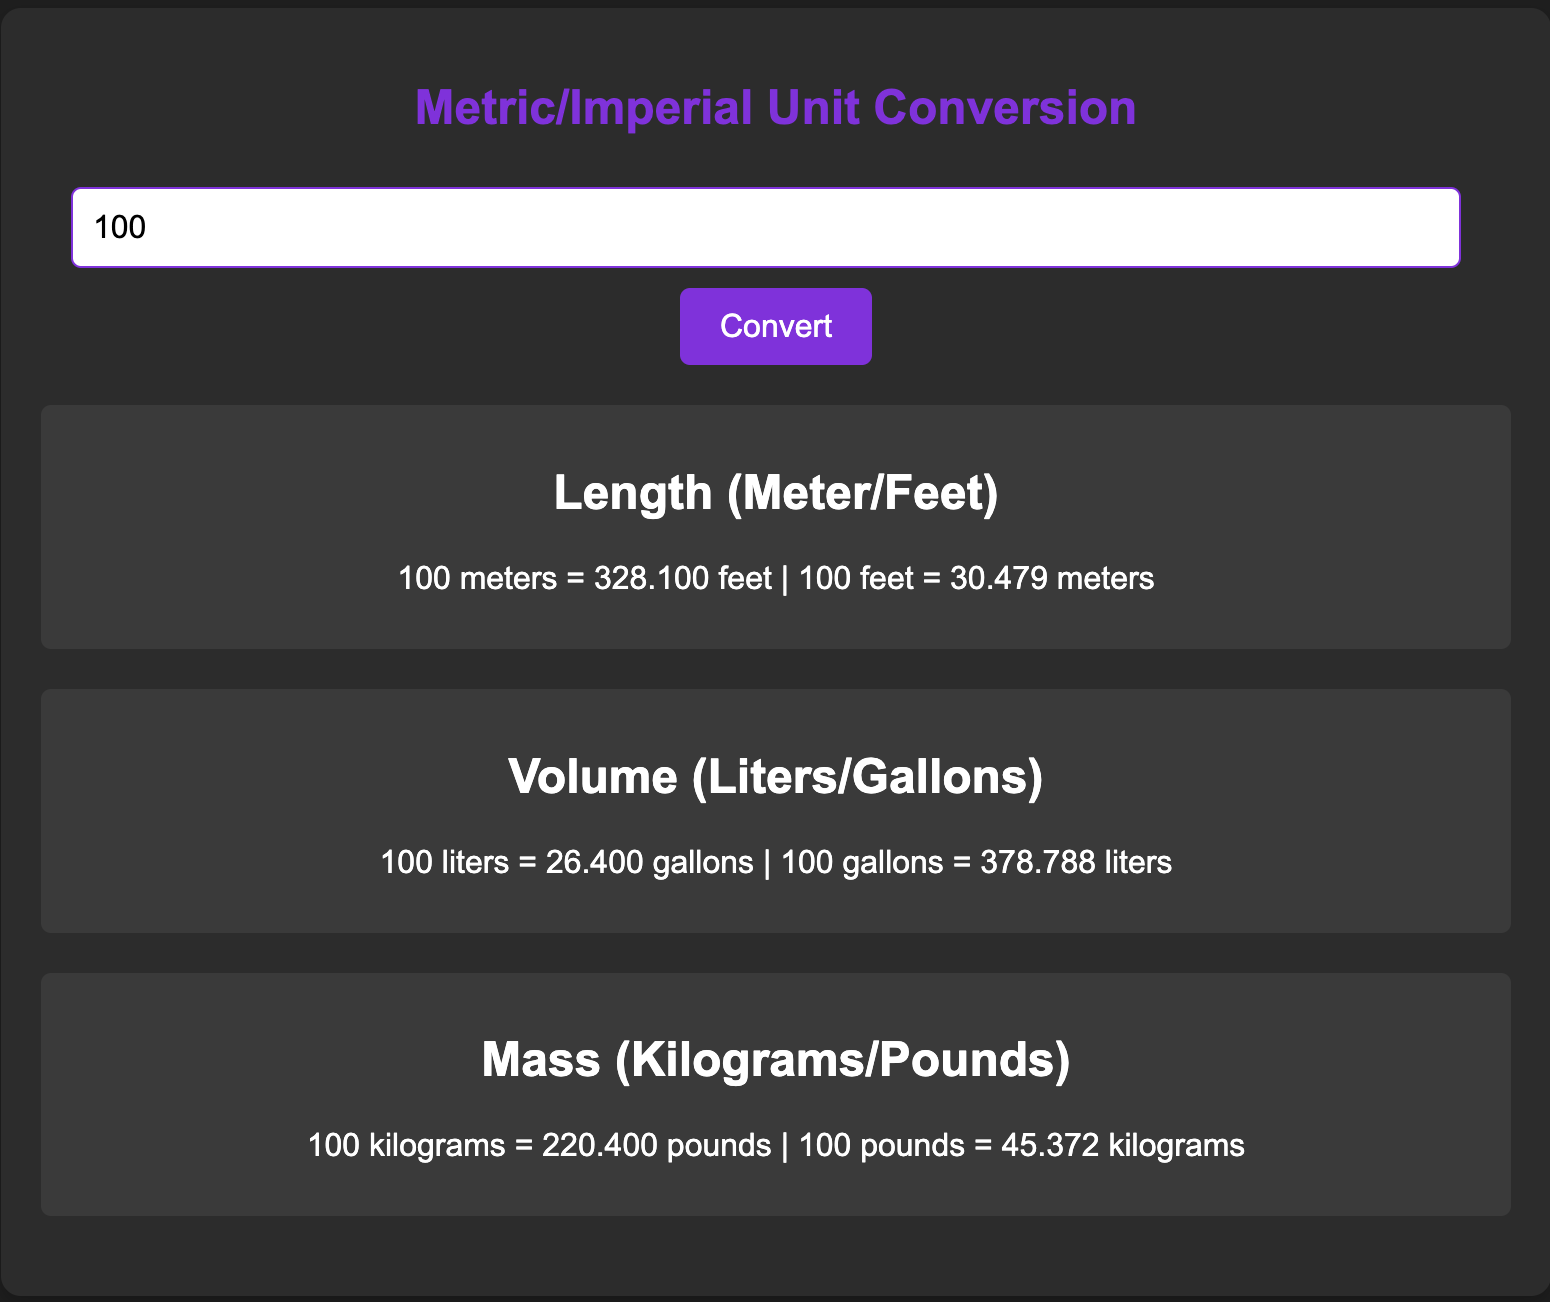 Metric/Imperial Unit Conversion
100
Convert
Length (Meter/Feet)
100 meters = 328.100 feet | 100 feet = 30.479 meters
Volume (Liters/Gallons)
100 liters = 26.400 gallons | 100 gallons = 378.788 liters
Mass (Kilograms/Pounds)
100 kilograms = 220.400 pounds | 100 pounds = 45.372 kilograms